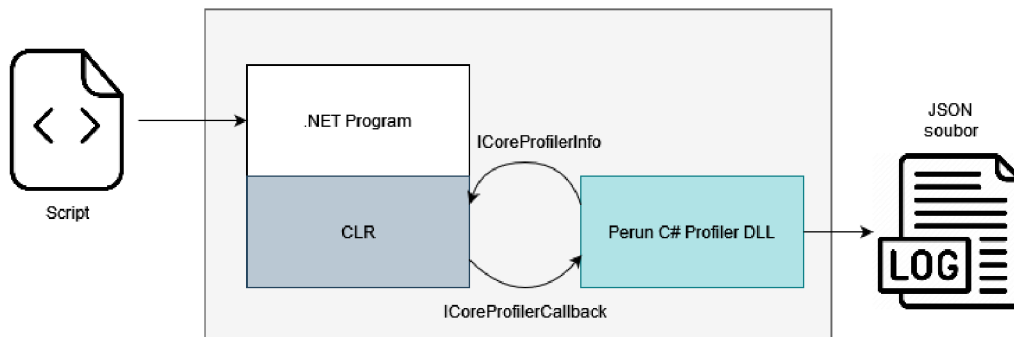 Script
.NET Program
CLR
ICoreProfilerInfo
ICoreProfilerCallback
Perun C# Profiler DLL
JSON
soubor
LOG